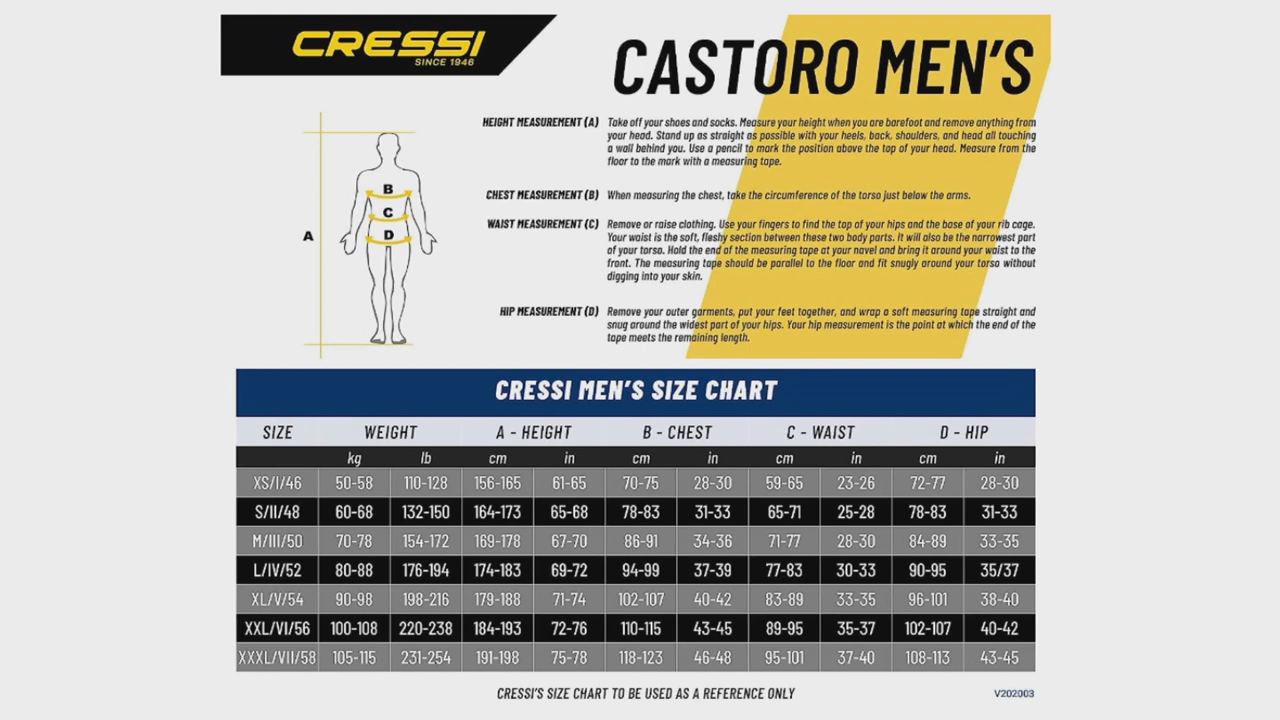 CRESSI
SINCE 1946
CASTORO MEN'S
HEIGHT MEASUREMENT (A) Take off your shoes and socks. Measure your height when you are barefoot and remove anything from
your head. Stand up as straight as possible with your heels, back, shoulders, and head all touching
a wall behind you. Use a pencil to mark the position above the top of your head. Measure from the
floor to the mark with a measuring tape.
CHEST MEASUREMENT (B) When measuring the chest, take the circumference of the torso just below the arms.
WAIST MEASUREMENT (C) Remove or raise clothing. Use your fingers to find the top of your hips and the base of your rib cage.
Your waist is the soft, fleshy section between these two body parts. It will also be the narrowest part
of your torso. Hold the end of the measuring tape at your navel and bring it around your waist to the
front. The measuring tape should be parallel to the floor and fit snugly around your torso without
digging into your skin.
HIP MEASUREMENT (D) Remove your outer garments, put your feet together, and wrap a soft measuring tape straight and
snug around the widest part of your hips. Your hip measurement is the point at which the end of the
tape meets the remaining length.
B
C
A
D
CRESSI MEN'S SIZE CHART
SIZE WEIGHT A - HEIGHT B - CHEST C - WAIST D - HIP
kg lb cm in cm in cm in cm in
XS/I/46 50-58 110-128 156-165 61-65 70-75 28-30 59-65 23-26 72-77 28-30
S/II/48 60-68 132-150 164-173 65-68 78-83 31-33 65-71 25-28 78-83 31-33
M/III/50 70-78 154-172 169-178 67-70 86-91 34-36 71-77 28-30 84-89 33-35
L/IV/52 80-88 176-194 174-183 69-72 94-99 37-39 77-83 30-33 90-95 35/37
XL/V/54 90-98 198-216 179-188 71-74 102-107 40-42 83-89 33-35 96-101 38-40
XXL/VI/56 100-108 220-238 184-193 72-76 110-115 43-45 89-95 35-37 102-107 40-42
XXXL/VII/58 105-115 231-254 191-198 75-78 118-123 46-48 95-101 37-40 108-113 43-45
CRESSI'S SIZE CHART TO BE USED AS A REFERENCE ONLY
V202003